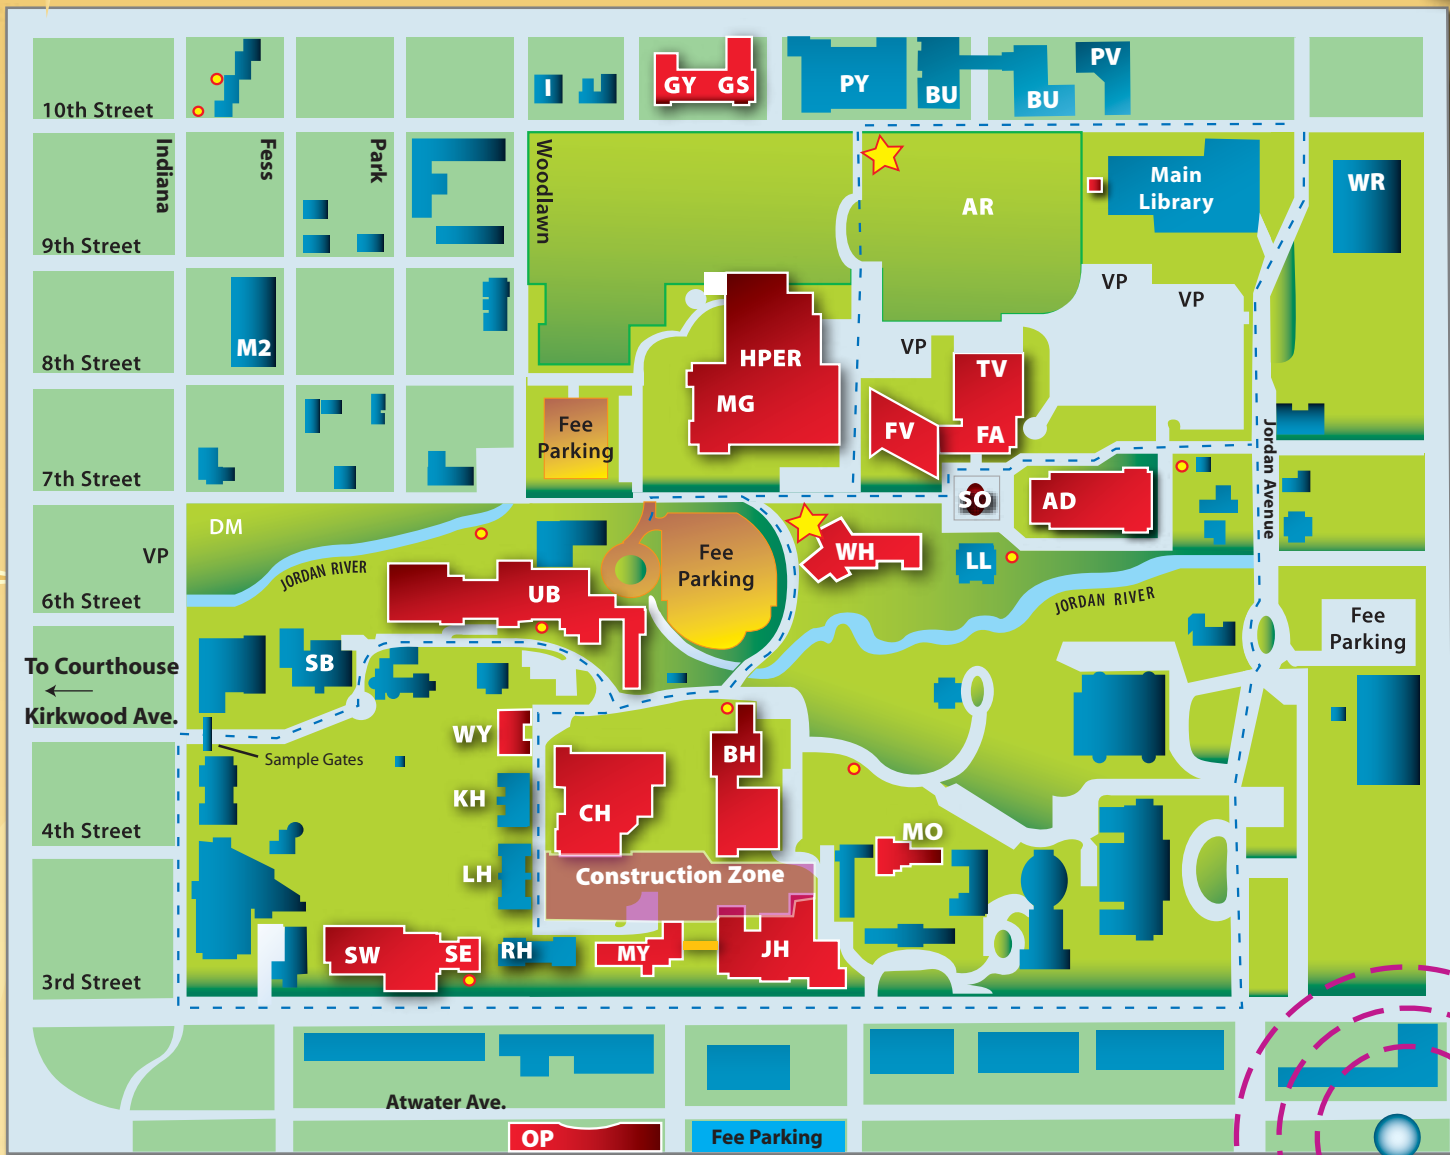 I
GY
GS
PY
BU
BU
PV
10th Street
Indiana
Fess
Park
Woodlawn
AR
Main
Library
WR
9th Street
VP
VP
M2
8th Street
HPER
MG
VP
TV
FV
FA
Fee
Parking
7th Street
SO
AD
Jordan Avenue
DM
VP
JORDAN RIVER
6th Street
UB
Fee
Parking
WH
LL
JORDAN RIVER
Fee
Parking
To Courthouse
Kirkwood Ave.
SB
Sample Gates
WY
BH
KH
CH
4th Street
MO
LH
Construction Zone
SW
SE
RH
MY
JH
3rd Street
Atwater Ave.
OP
Fee Parking